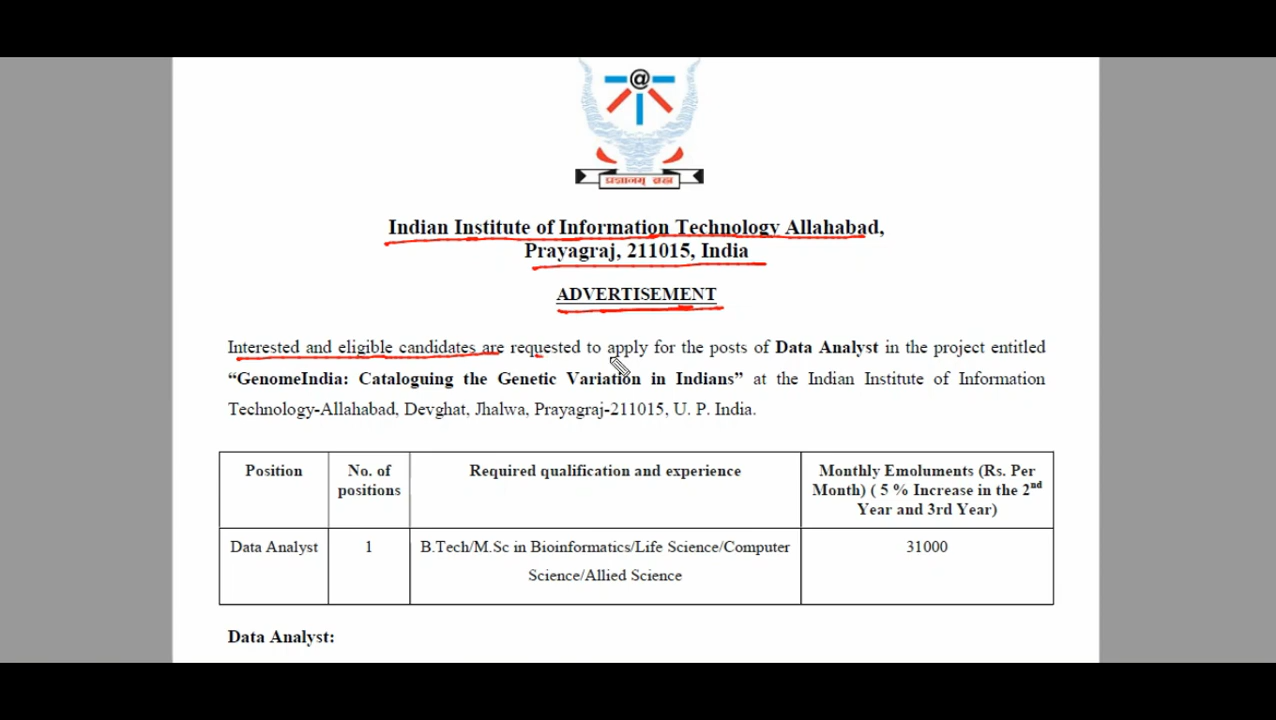 @
प्रज्ञानम् ब्रह्म
Indian Institute of Information Technology Allahabad,
Prayagraj, 211015, India
ADVERTISEMENT
Interested and eligible candidates are requested to apply for the posts of Data Analyst in the project entitled
“GenomeIndia: Cataloguing the Genetic Variation in Indians” at the Indian Institute of Information
Technology-Allahabad, Devghat, Jhalwa, Prayagraj-211015, U. P. India.
Position
No. of
positions
Required qualification and experience
Monthly Emoluments (Rs. Per
Month) ( 5 % Increase in the 2nd
Year and 3rd Year)
Data Analyst
1
B.Tech/M.Sc in Bioinformatics/Life Science/Computer
Science/Allied Science
31000
Data Analyst: